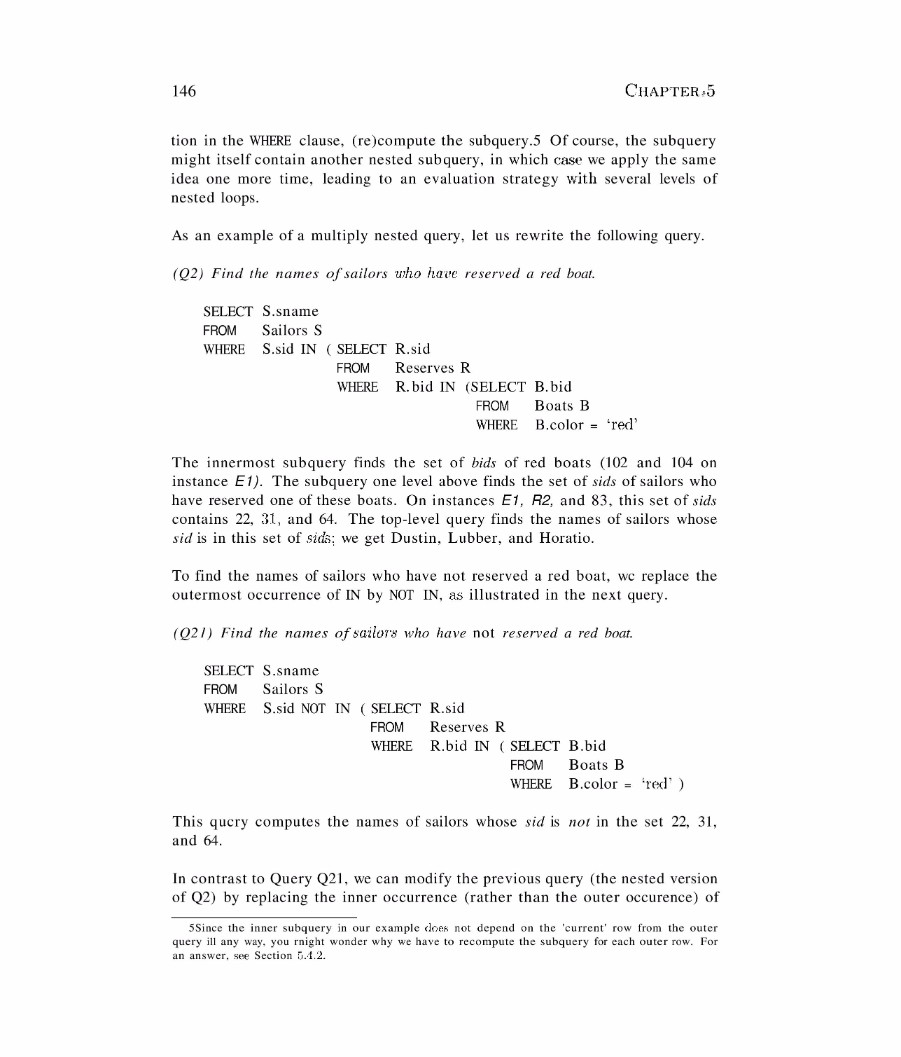 146 CHAPTER 5
tion in the WHERE clause, (re)compute the subquery.5 Of course, the subquery
might itself contain another nested subquery, in which case we apply the same
idea one more time, leading to an evaluation strategy with several levels of
nested loops.
As an example of a multiply nested query, let us rewrite the following query.
(Q2) Find the names of sailors who have reserved a red boat.
SELECT S.sname
FROM Sailors S
WHERE S.sid IN ( SELECT R.sid
FROM Reserves R
WHERE R.bid IN (SELECT B.bid
FROM Boats B
WHERE B.color = 'red'
The innermost subquery finds the set of bids of red boats (102 and 104 on
instance E1). The subquery one level above finds the set of sids of sailors who
have reserved one of these boats. On instances E1, R2, and 83, this set of sids
contains 22, 31, and 64. The top-level query finds the names of sailors whose
sid is in this set of sids; we get Dustin, Lubber, and Horatio.
To find the names of sailors who have not reserved a red boat, wc replace the
outermost occurrence of IN by NOT IN, as illustrated in the next query.
(Q21) Find the names of sailors who have not reserved a red boat.
SELECT S.sname
FROM Sailors S
WHERE S.sid NOT IN ( SELECT R.sid
FROM Reserves R
WHERE R.bid IN ( SELECT B.bid
FROM Boats B
WHERE B.color = 'red' )
This qucry computes the names of sailors whose sid is not in the set 22, 31,
and 64.
In contrast to Query Q21, we can modify the previous query (the nested version
of Q2) by replacing the inner occurrence (rather than the outer occurence) of
5Since the inner subquery in our example does not depend on the 'current' row from the outer
query ill any way, you rnight wonder why we have to recompute the subquery for each outer row. For
an answer, see Section 5.4.2.